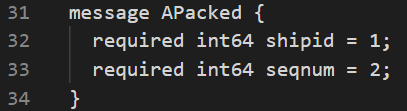 31 message APacked {
32   required int64 shipid = 1;
33   required int64 seqnum = 2;
34 }